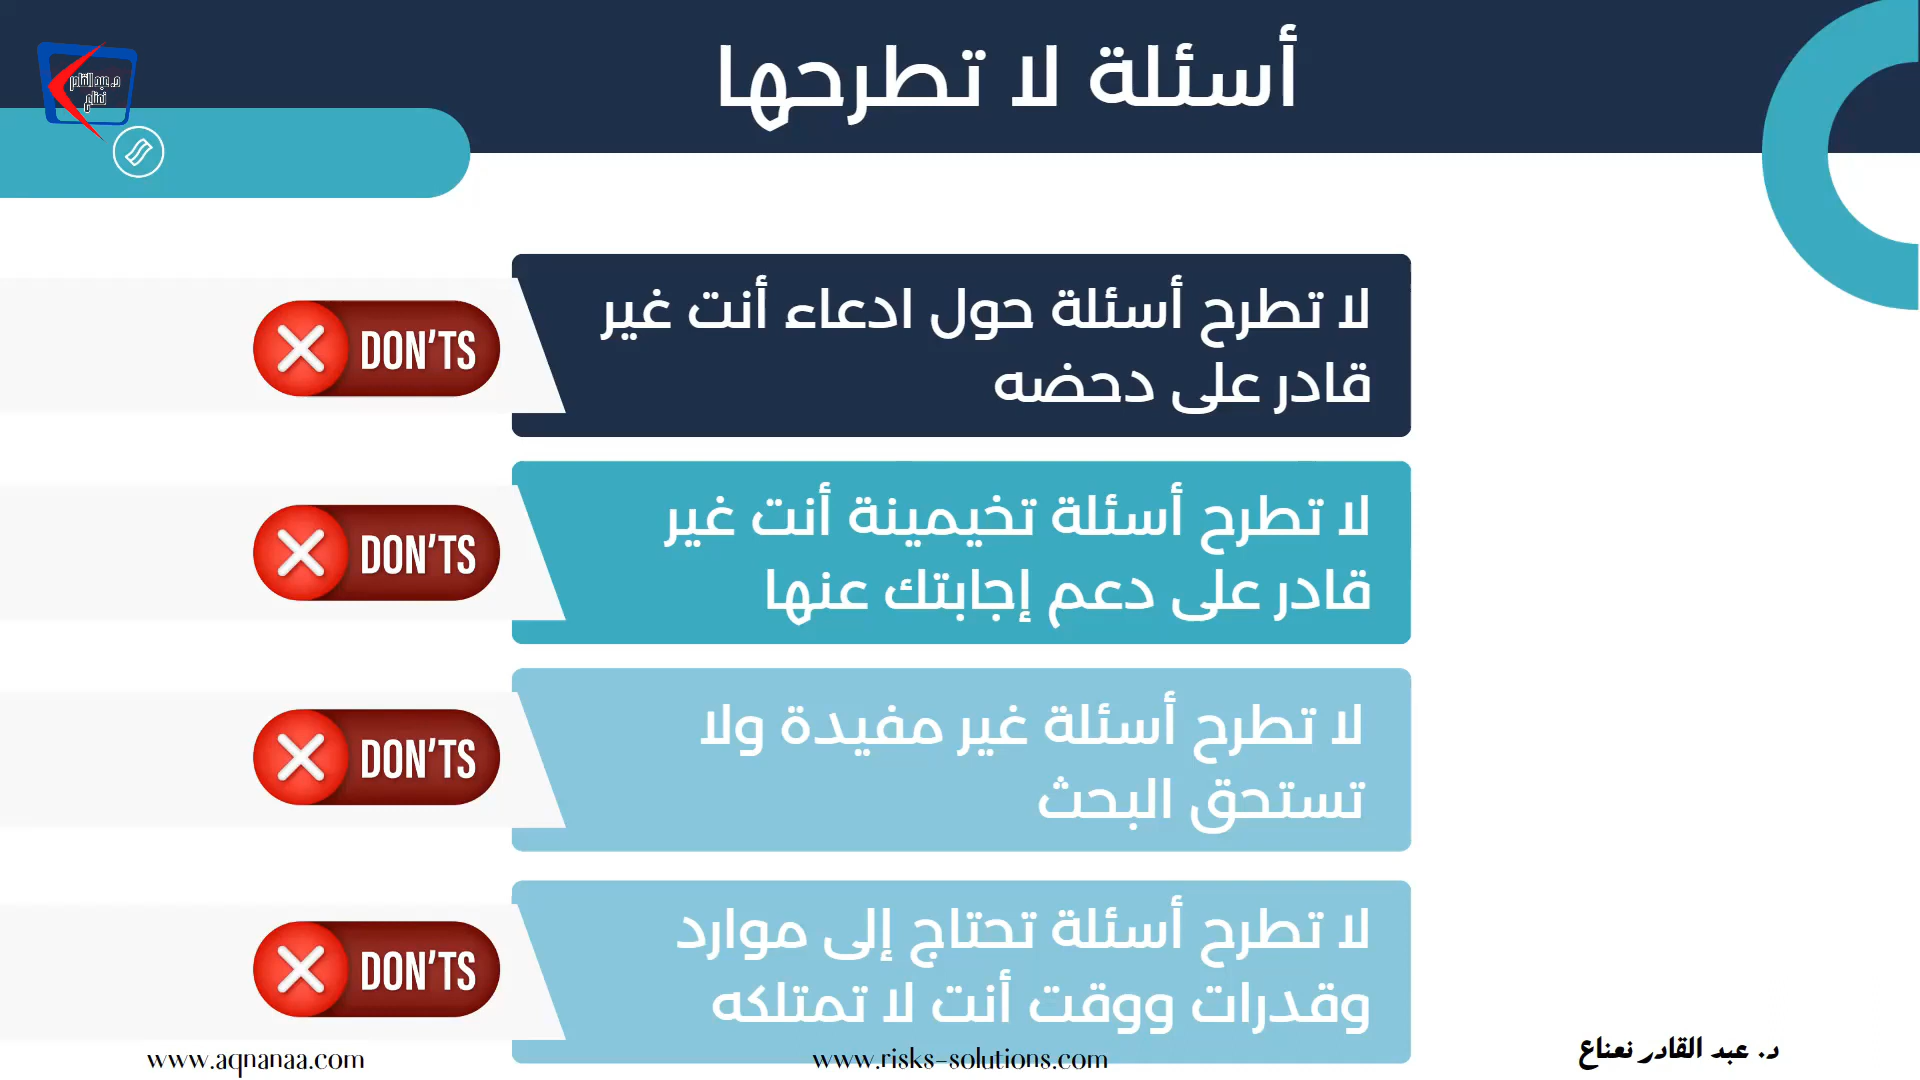 أسئلة لا تطرحها
د. عبد القادر
نعناع
لا تطرح أسئلة حول ادعاء أنت غير
قادر على دحضه
DON'TS
لا تطرح أسئلة تخيمينة أنت غير
قادر على دعم إجابتك عنها
DON'TS
لا تطرح أسئلة غير مفيدة ولا
تستحق البحث
DON'TS
لا تطرح أسئلة تحتاج إلى موارد
وقدرات ووقت أنت لا تمتلكه
DON'TS
د. عبد القادر نعناع
www.risks-solutions.com
www.aqnanaa.com